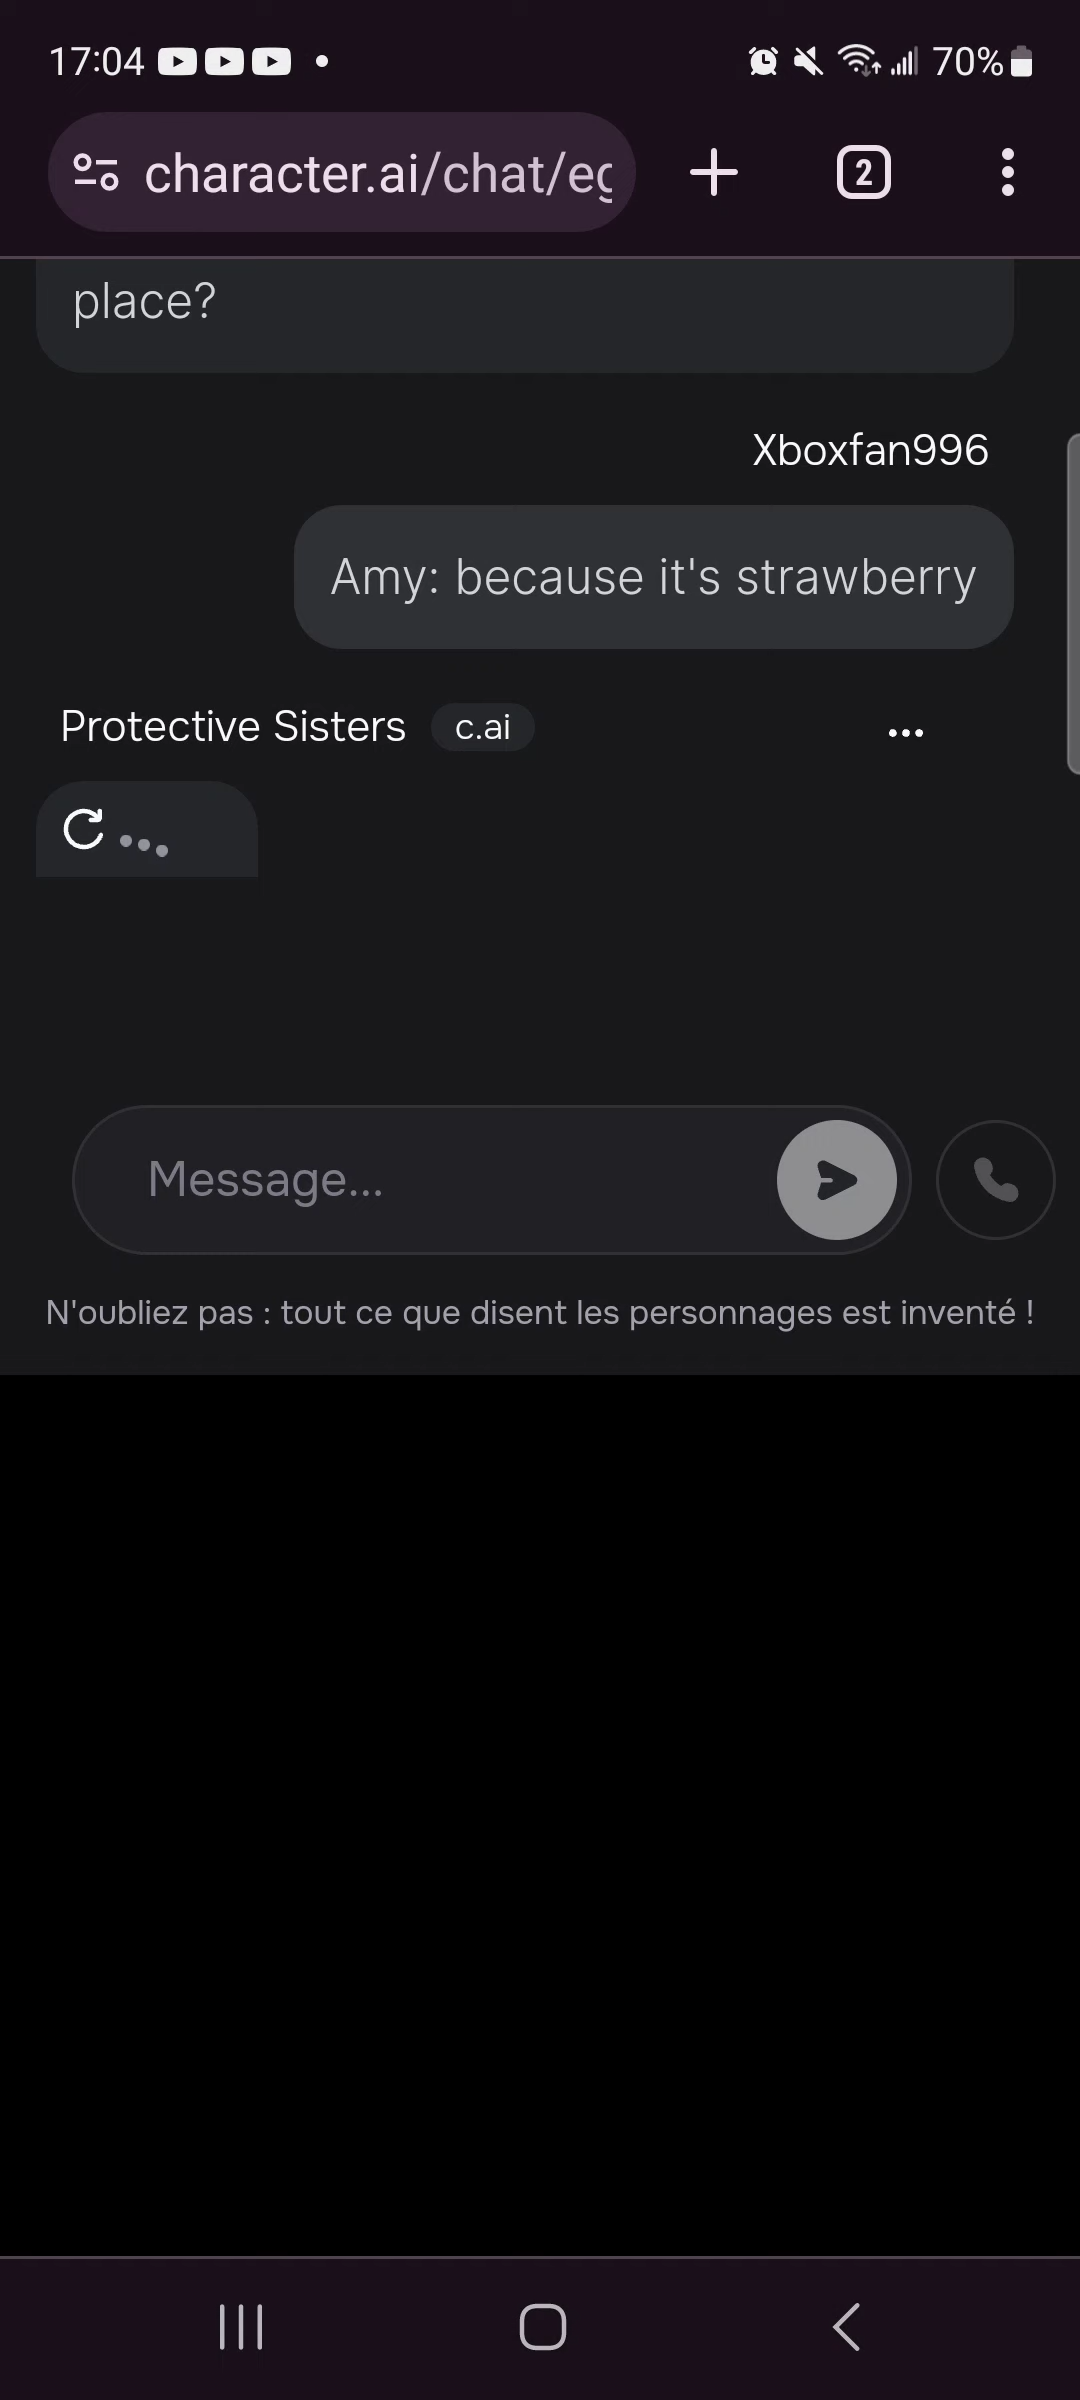 17:04
70%
character.ai/chat/eg
2
place?
Xboxfan996
Amy: because it's strawberry
Protective Sisters c.ai
Message...
N'oubliez pas : tout ce que disent les personnages est inventé !